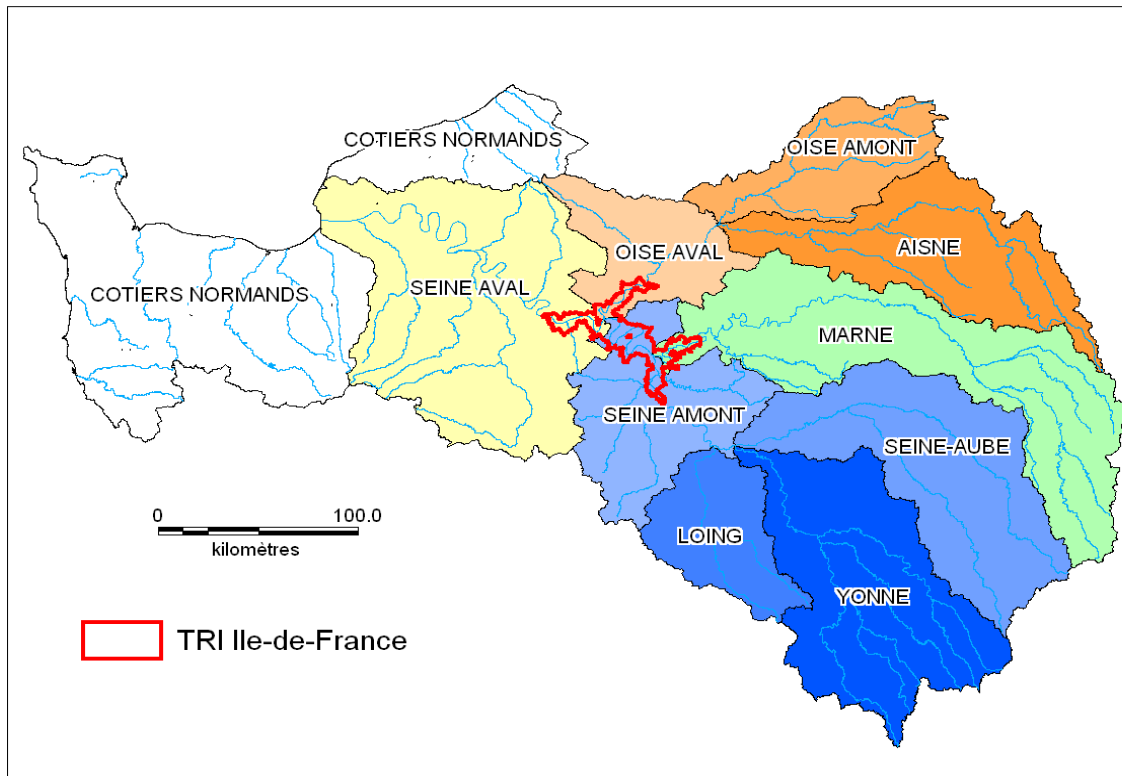 COTIERS NORMANDS
OISE AMONT
AISNE
OISE AVAL
SEINE AVAL
COTIERS NORMANDS
MARNE
SEINE AMONT
SEINE-AUBE
LOING
YONNE
0 100.0
kilomètres
TRI Ile-de-France